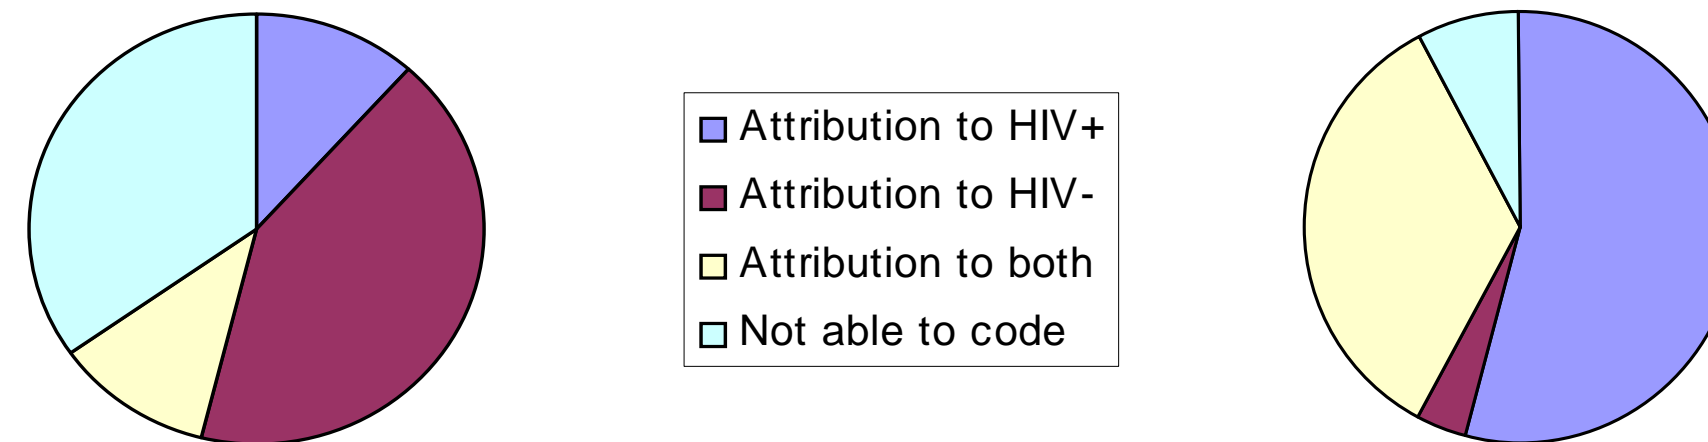 Attribution to HIV+
Attribution to HIV-
Attribution to both
Not able to code